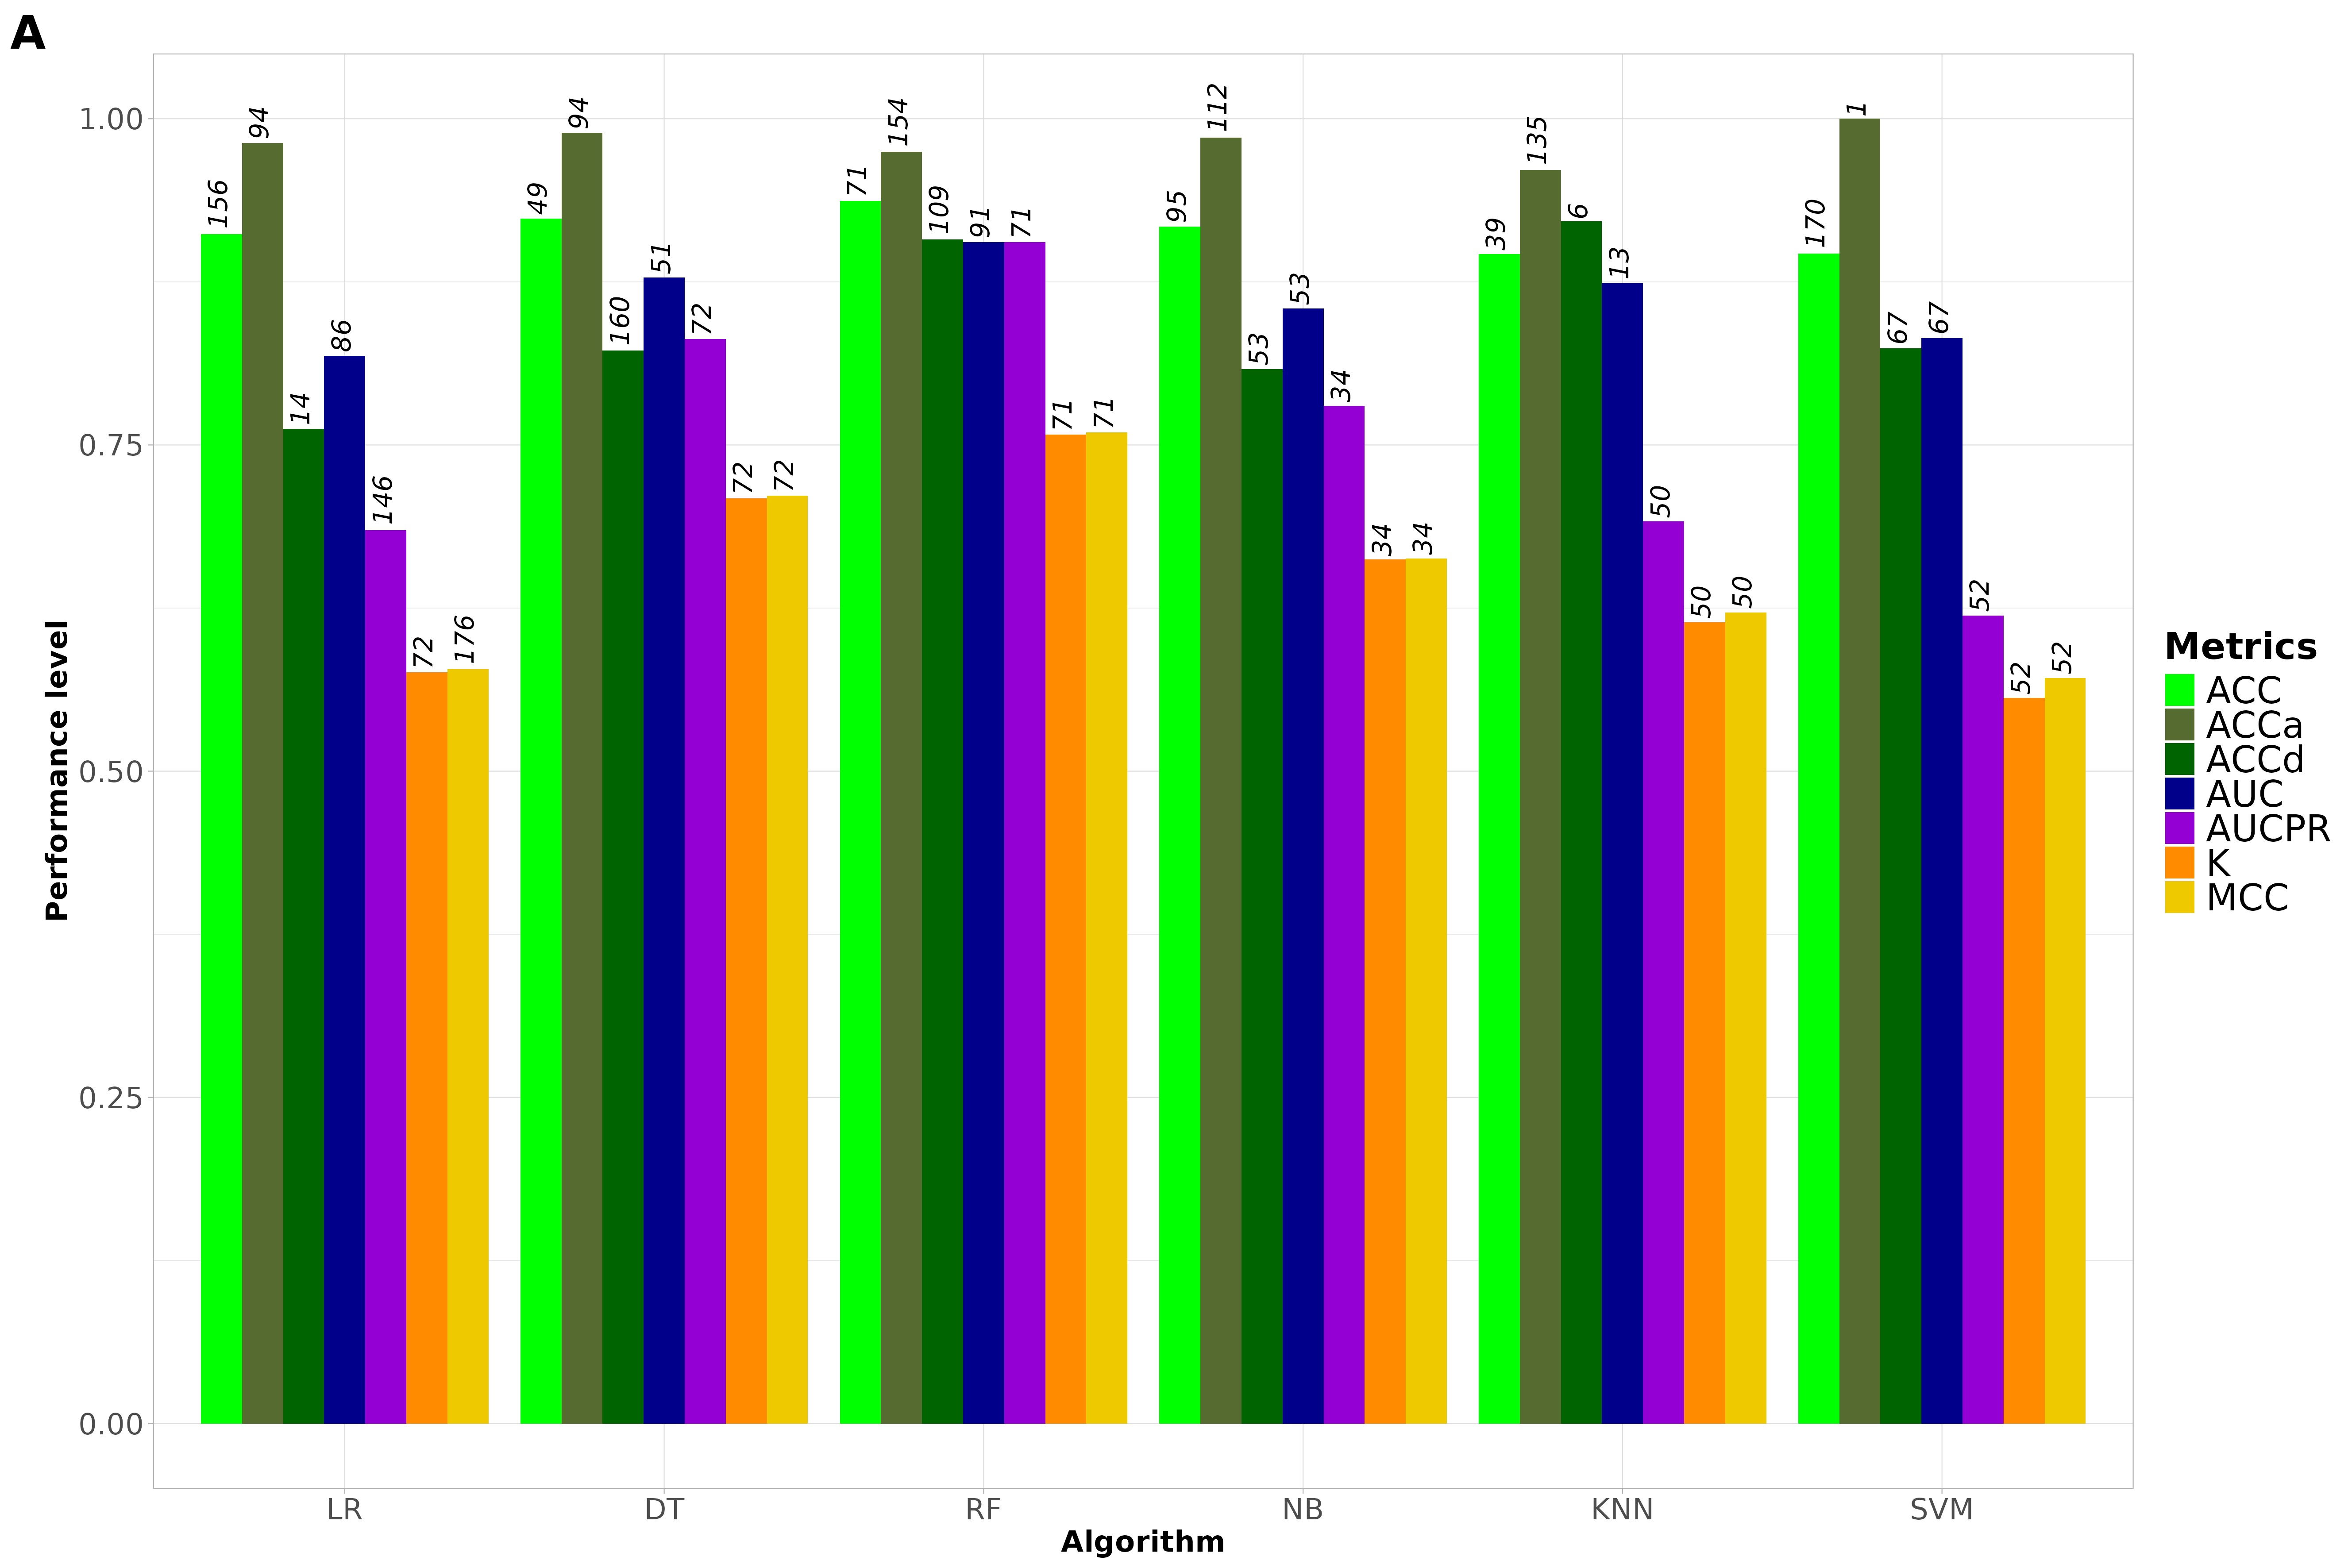 A
Performance level
1.00
0.75
0.50
0.25
0.00
156 94 14 86 146 72 176
49 94 160 51 72 72 72
71 154 109 91 71 71 71
95 112 53 53 34 34 34
39 135 6 13 50 50 50
170 1 67 67 52 52 52
LR DT RF NB KNN SVM
Algorithm
Metrics
ACC
ACCa
ACCd
AUC
AUCPR
K
MCC